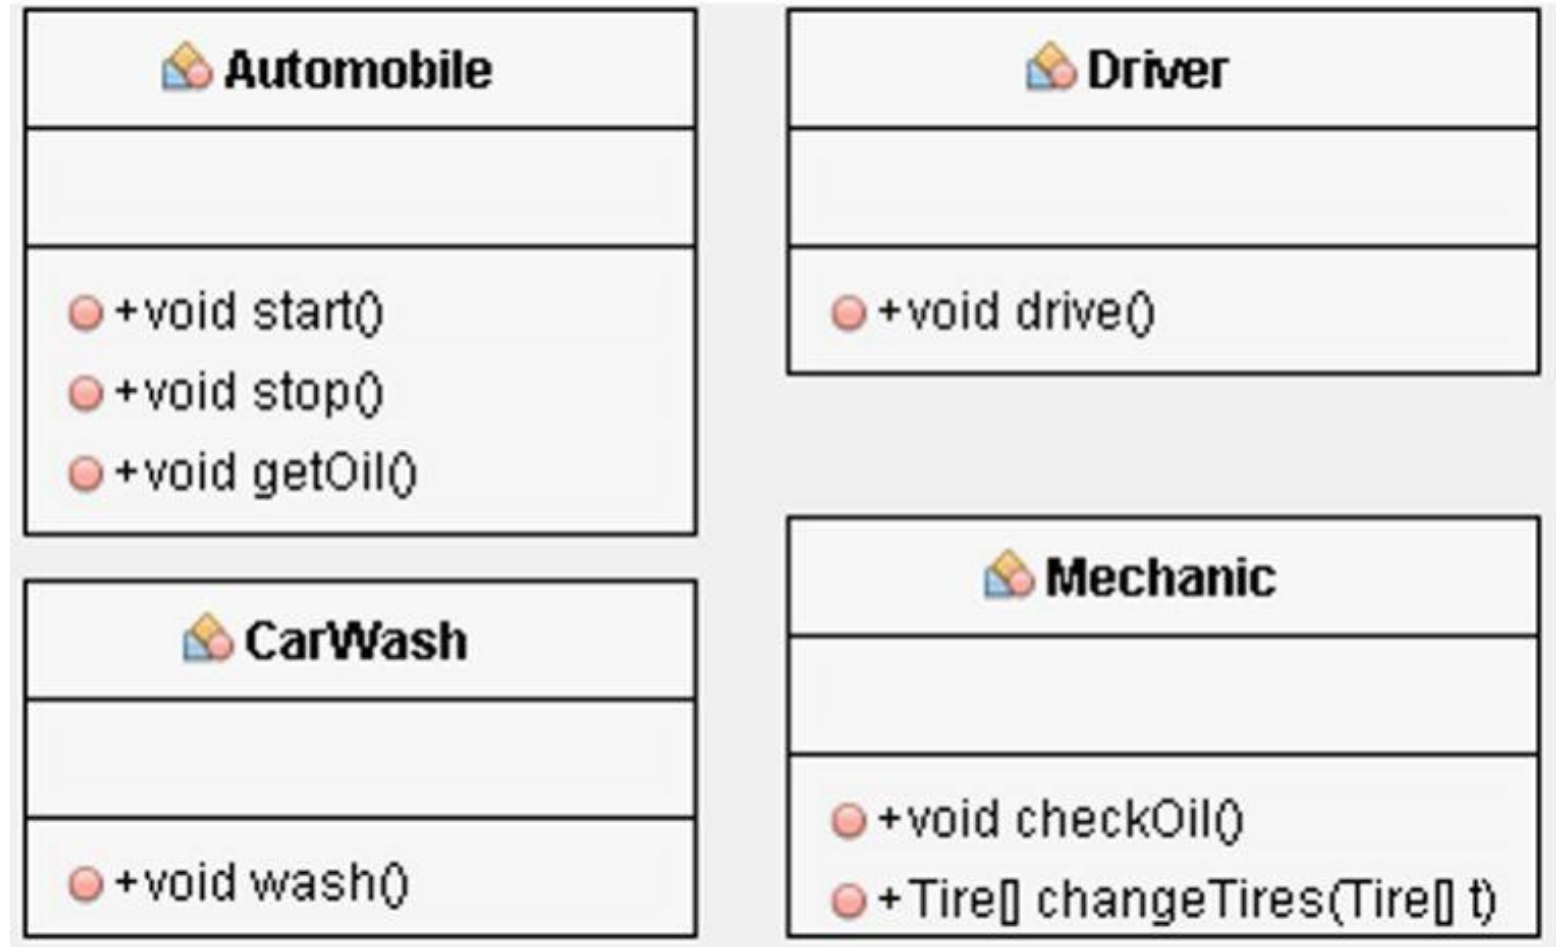 Automobile
+void start()
+void stop()
+void getOil()
Driver
+void drive()
CarWash
+void wash()
Mechanic
+void checkOil()
+Tire[] changeTires(Tire[] t)